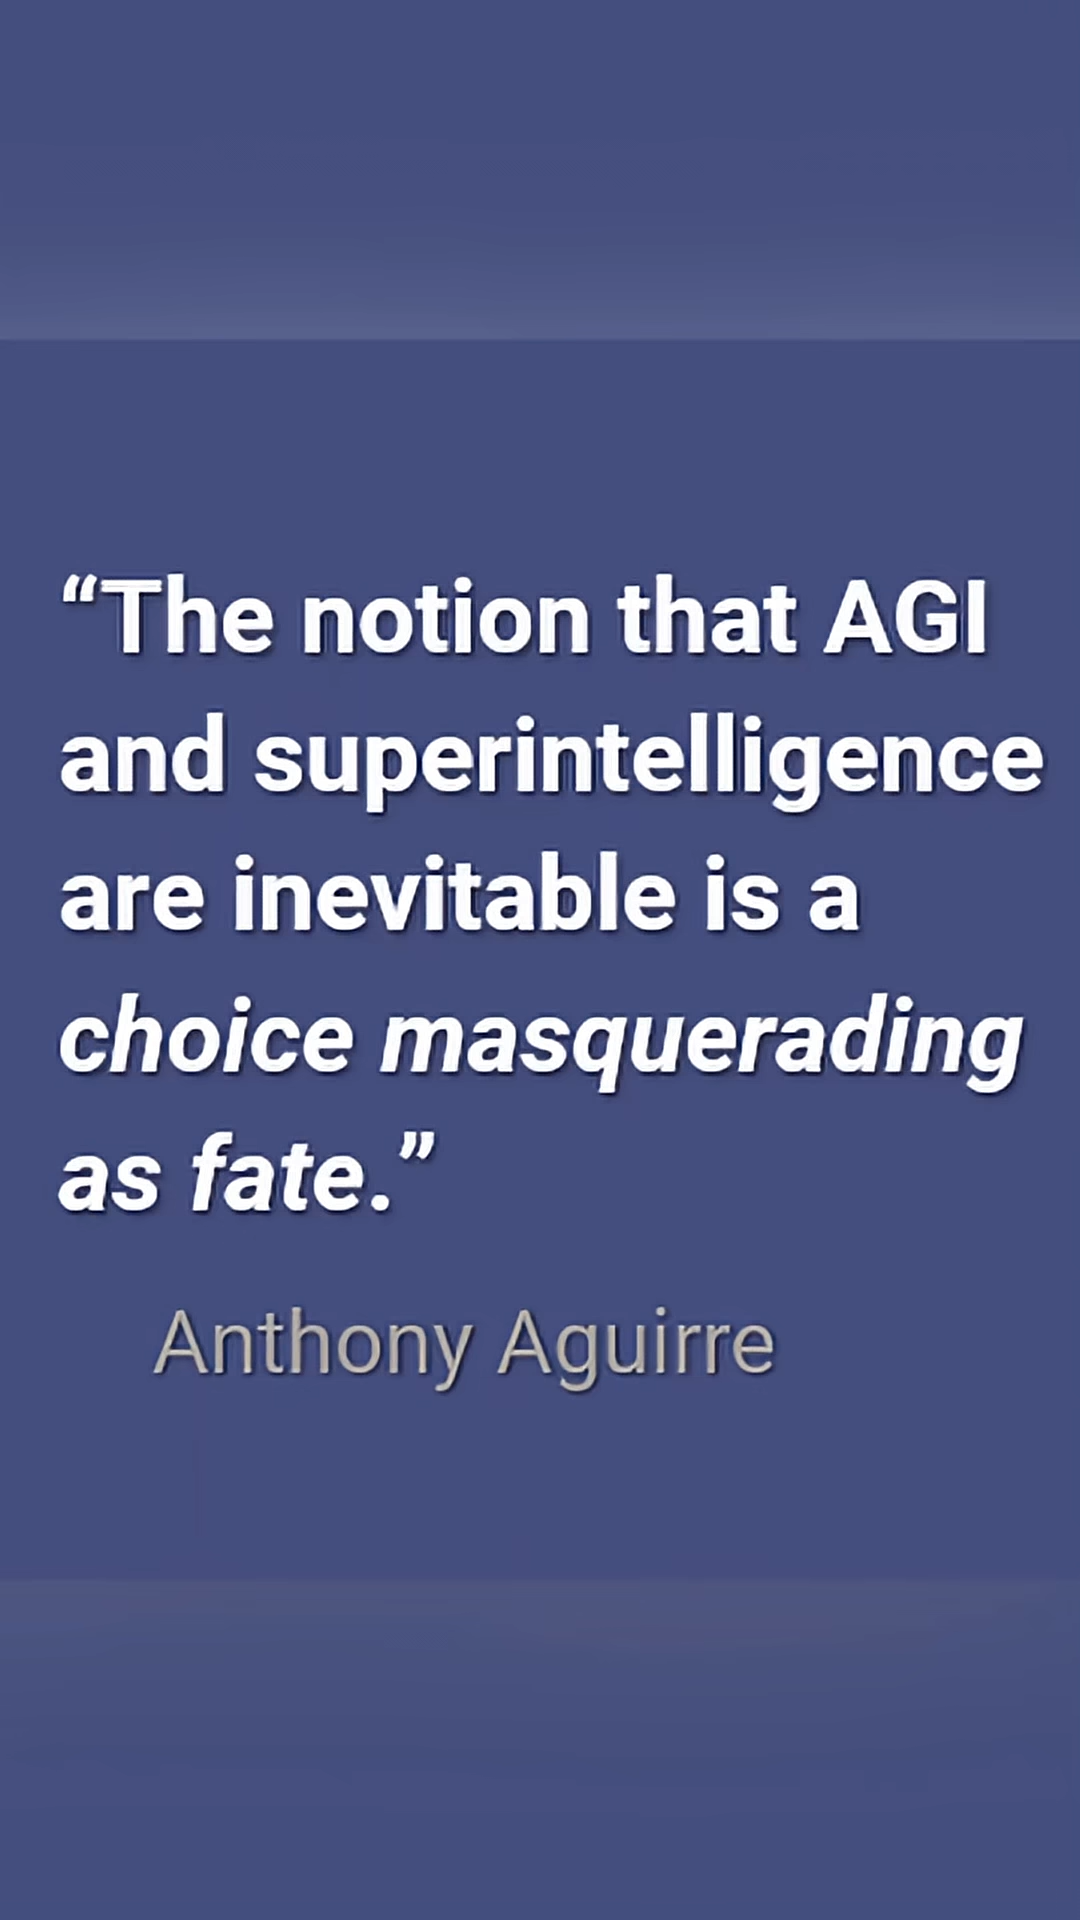 “The notion that AGI
and superintelligence
are inevitable is a
choice masquerading
as fate.”
Anthony Aguirre